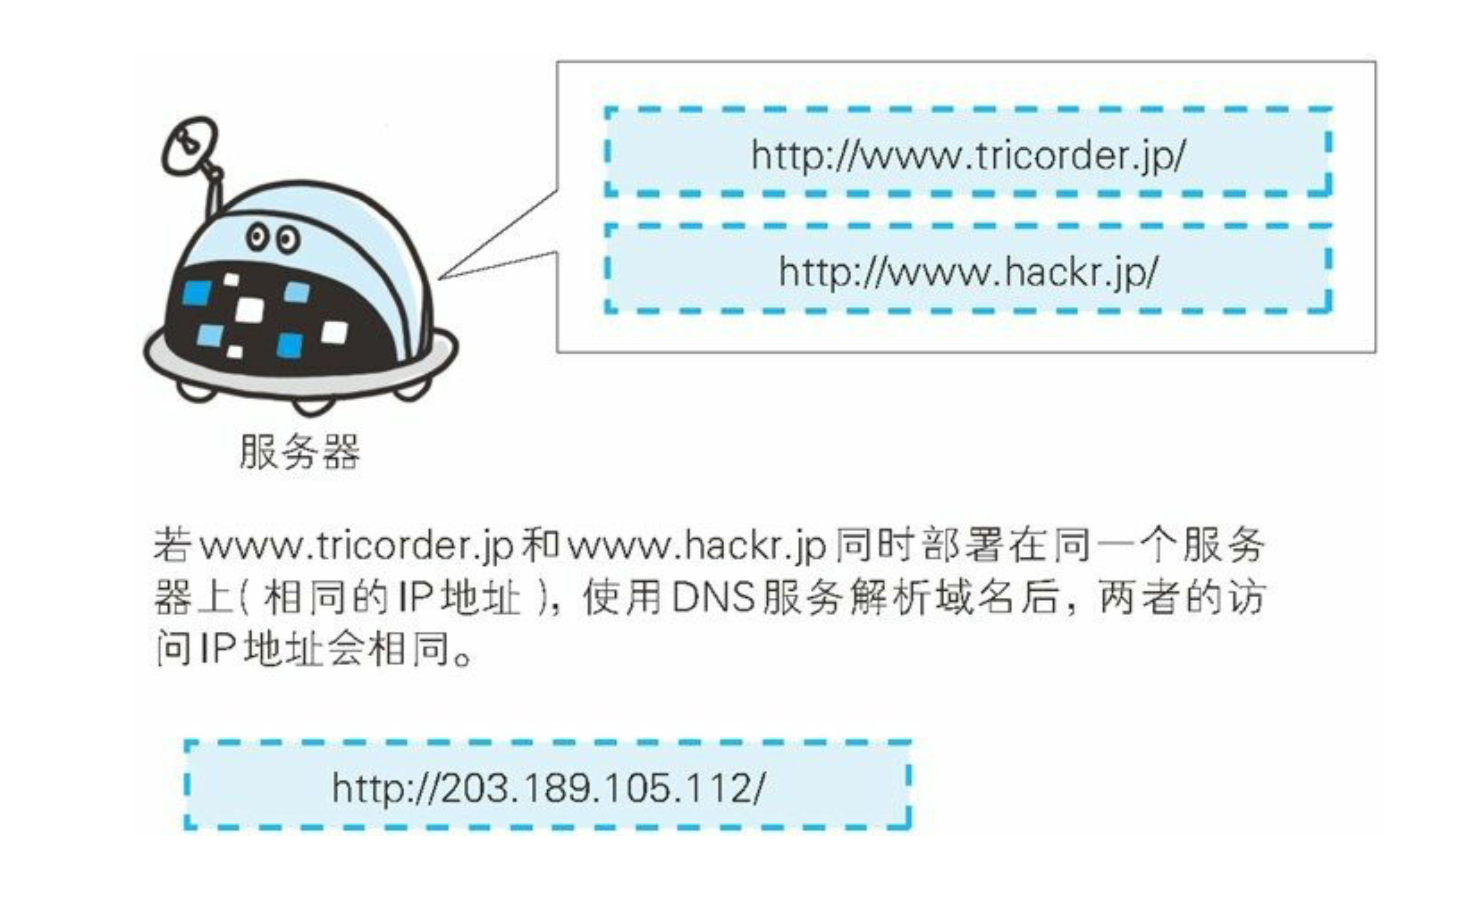 http://www.tricorder.jp/
http://www.hackr.jp/
服务器
若www.tricorder.jp和www.hackr.jp同时部署在同一个服务
器上(相同的IP地址)，使用DNS服务解析域名后，两者的访
问IP地址会相同。
http://203.189.105.112/